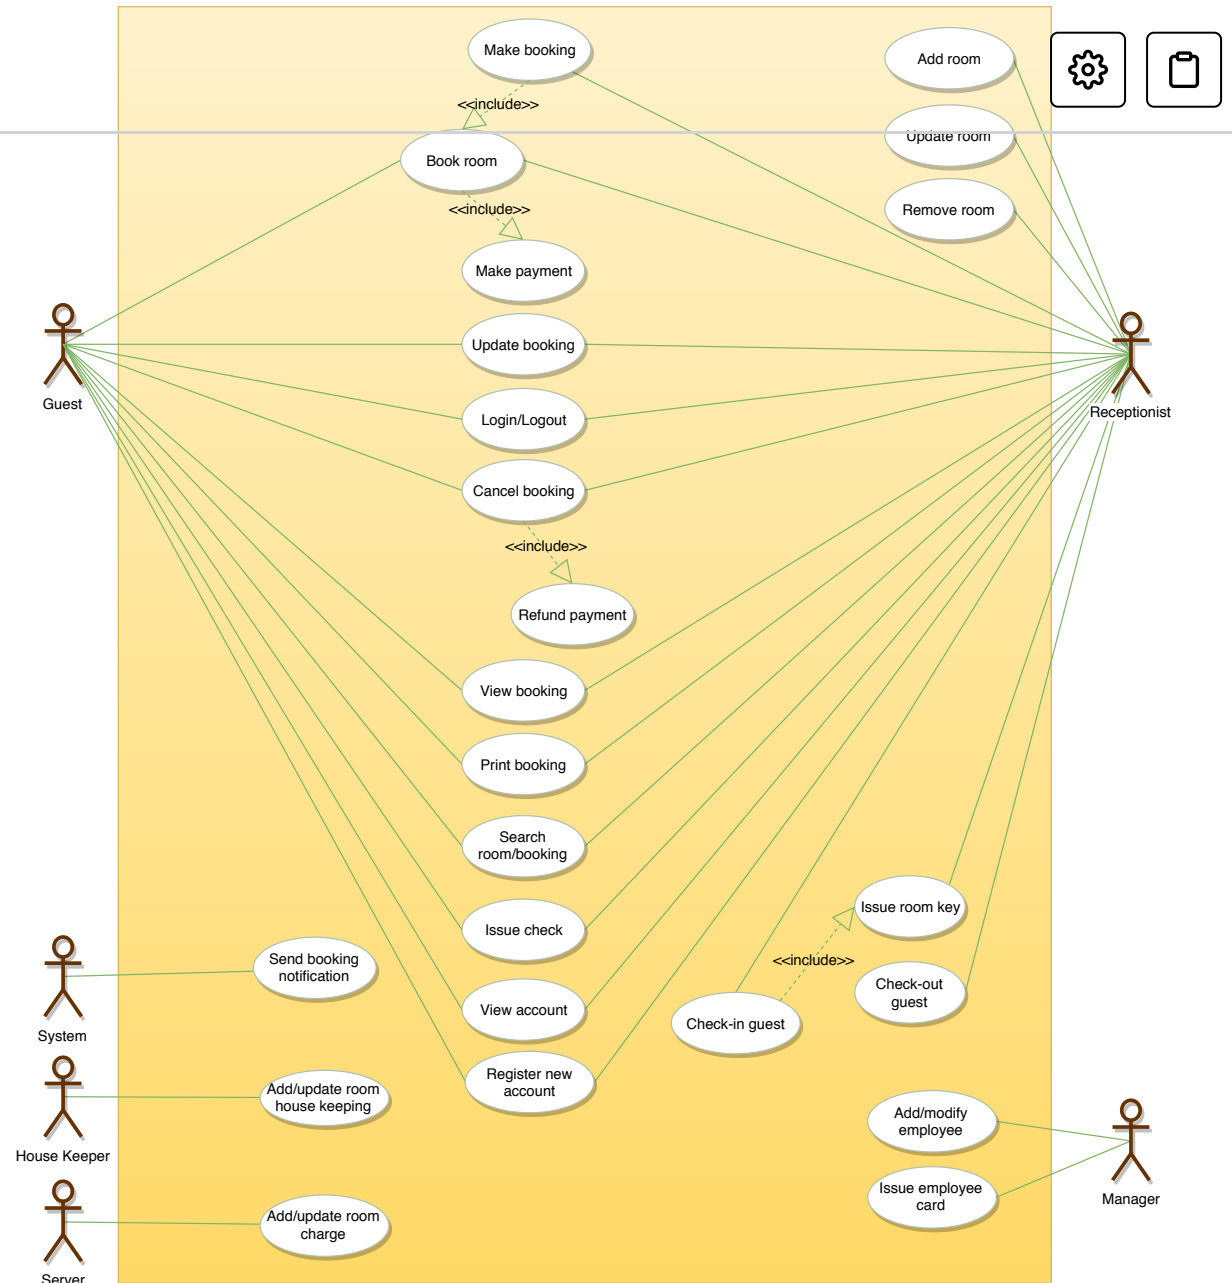 Make booking
Add room
<<include>>
Update room
Book room
Remove room
<<include>>
Make payment
Update booking
Guest
Receptionist
Login/Logout
Cancel booking
<<include>>
Refund payment
View booking
Print booking
Search
room/booking
Issue room key
Issue check
Send booking
notification
<<include>>
Check-out
guest
View account
Check-in guest
System
Register new
account
Add/update room
house keeping
Add/modify
employee
House Keeper
Issue employee
card
Manager
Add/update room
charge
Server